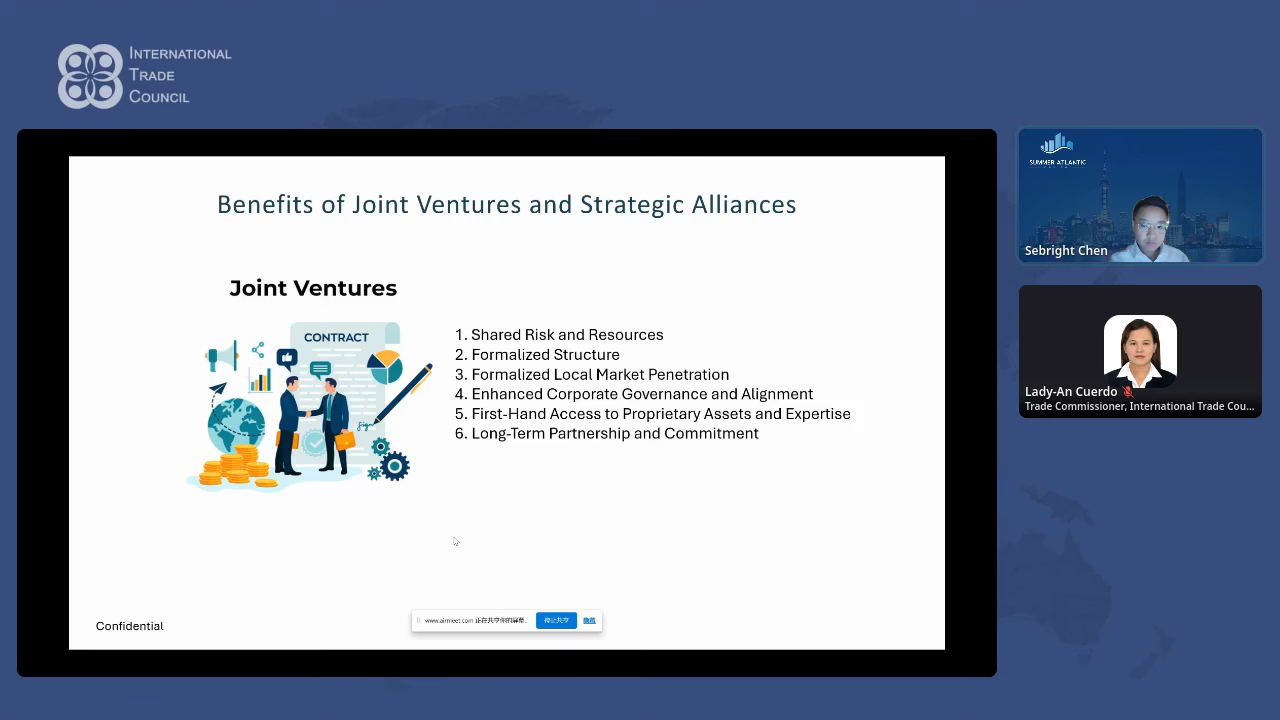 INTERNATIONAL
TRADE
COUNCIL
Benefits of Joint Ventures and Strategic Alliances
Joint Ventures
CONTRACT
1. Shared Risk and Resources
2. Formalized Structure
3. Formalized Local Market Penetration
4. Enhanced Corporate Governance and Alignment
5. First-Hand Access to Proprietary Assets and Expertise
6. Long-Term Partnership and Commitment
Confidential
www.airmeet.com 正在共享你的屏幕。
停止共享
隐藏
SUMMER ATLANTIC
Sebright Chen
Lady-An Cuerdo
Trade Commissioner, International Trade Cou...